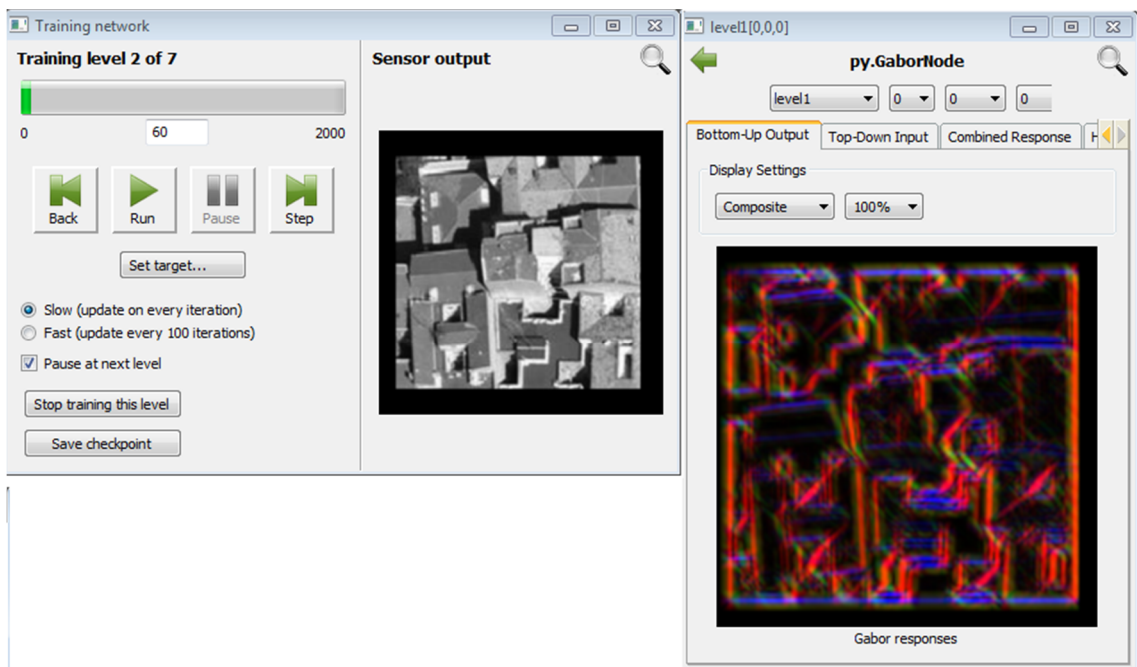 Training network
Training level 2 of 7
0
60
2000
Back
Run
Pause
Step
Set target...
Slow (update on every iteration)
Fast (update every 100 iterations)
Pause at next level
Stop training this level
Save checkpoint
Sensor output
level1[0,0,0]
py.GaborNode
level1 0 0 0
Bottom-Up Output Top-Down Input Combined Response
Display Settings
Composite 100%
Gabor responses